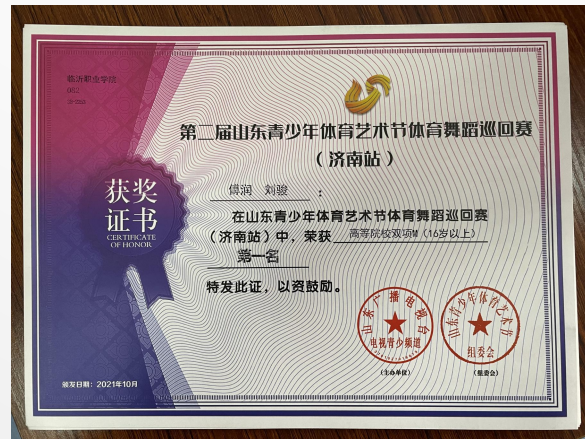 临沂职业学院
082
第二届山东青少年体育艺术节体育舞蹈巡回赛
（济南站）
获奖
证书
CERTIFICATE
OF HONOR
刘骏 ：
在山东青少年体育艺术节体育舞蹈巡回赛
（济南站）中，荣获 高等院校双项M（16岁以上）
第一名
特发此证，以资鼓励。
山东广播电视台
电视青少频道
（主办单位）
山东青少年体育艺术节
组委会
（组委会）
颁发日期：2021年10月